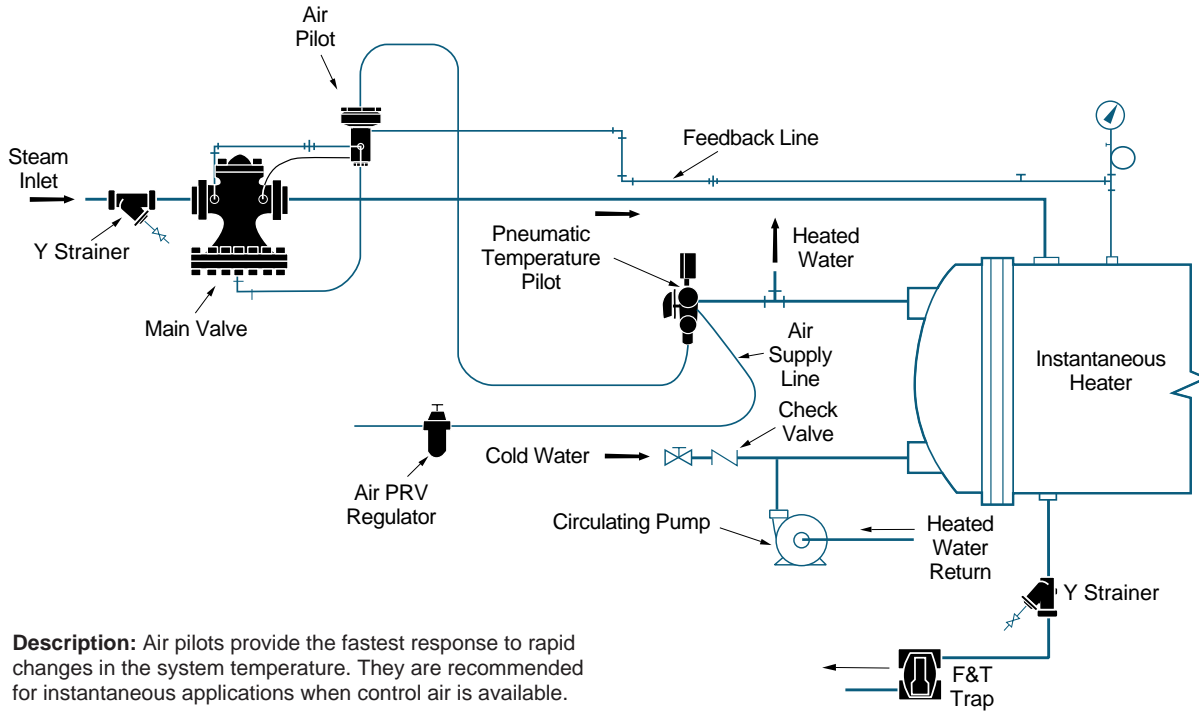 Air
Pilot
Steam
Inlet
Feedback Line
Y Strainer
Pneumatic
Temperature
Pilot
Heated
Water
Main Valve
Air
Supply
Line
Instantaneous
Heater
Check
Valve
Cold Water
Air PRV
Regulator
Circulating Pump
Heated
Water
Return
Y Strainer
F&T
Trap
Description: Air pilots provide the fastest response to rapid
changes in the system temperature. They are recommended
for instantaneous applications when control air is available.